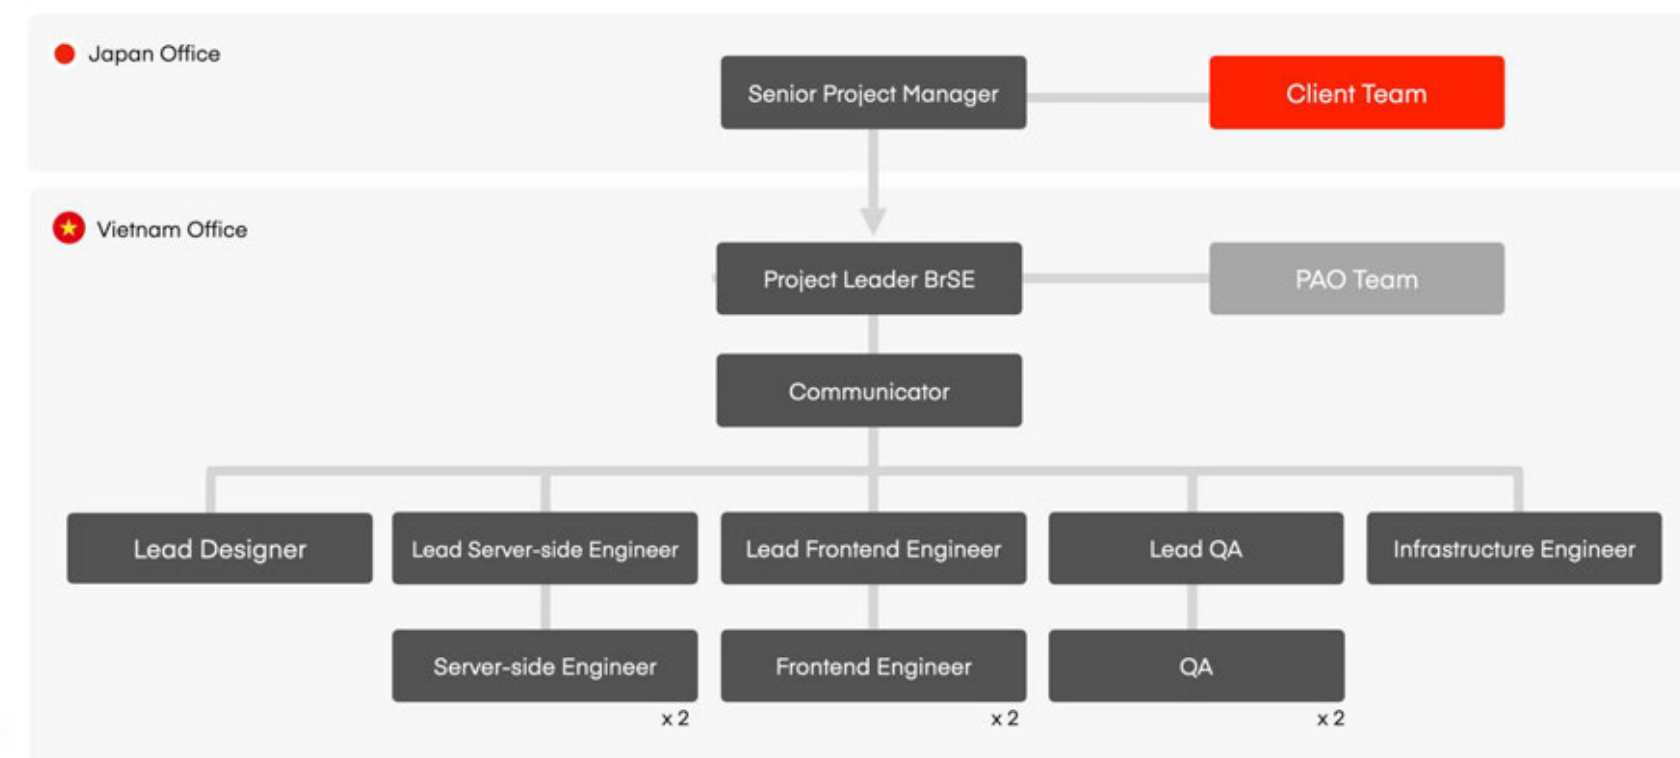 Japan Office
Senior Project Manager
Client Team
Vietnam Office
Project Leader BrSE
PAO Team
Communicator
Lead Designer
Lead Server-side Engineer
Lead Frontend Engineer
Lead QA
Infrastructure Engineer
Server-side Engineer
Frontend Engineer
QA
x 2
x 2
x 2